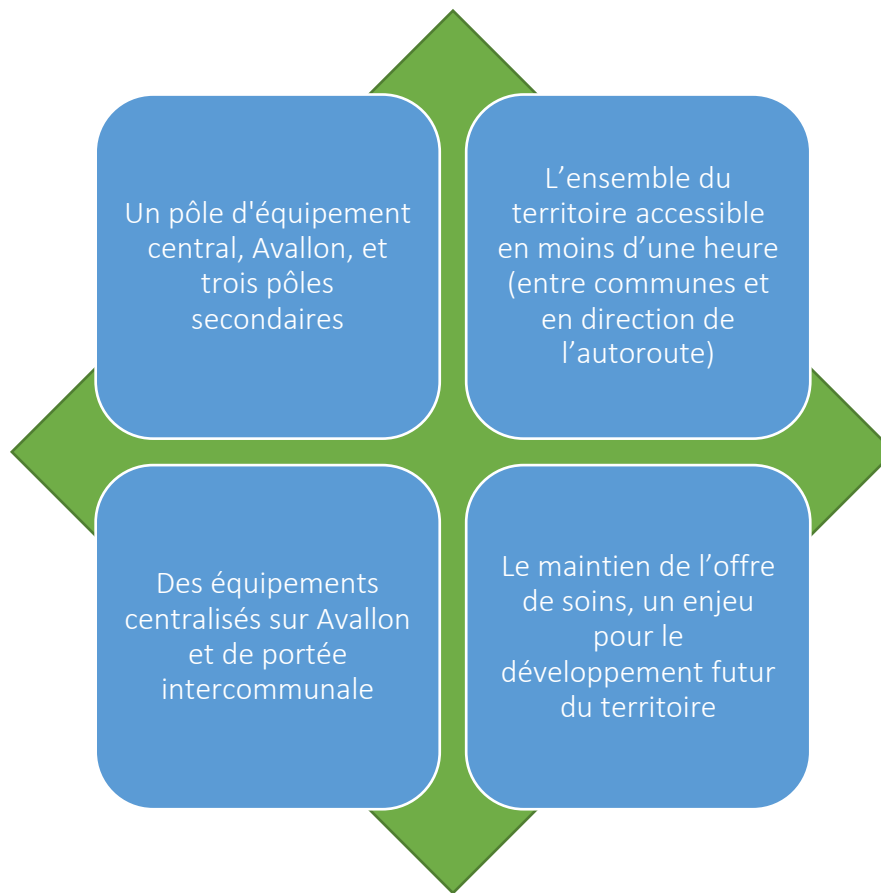 Un pôle d'équipement
central, Avallon, et
trois pôles
secondaires
L’ensemble du
territoire accessible
en moins d’une heure
(entre communes et
en direction de
l’autoroute)
Des équipements
centralisés sur Avallon
et de portée
intercommunale
Le maintien de l’offre
de soins, un enjeu
pour le
développement futur
du territoire